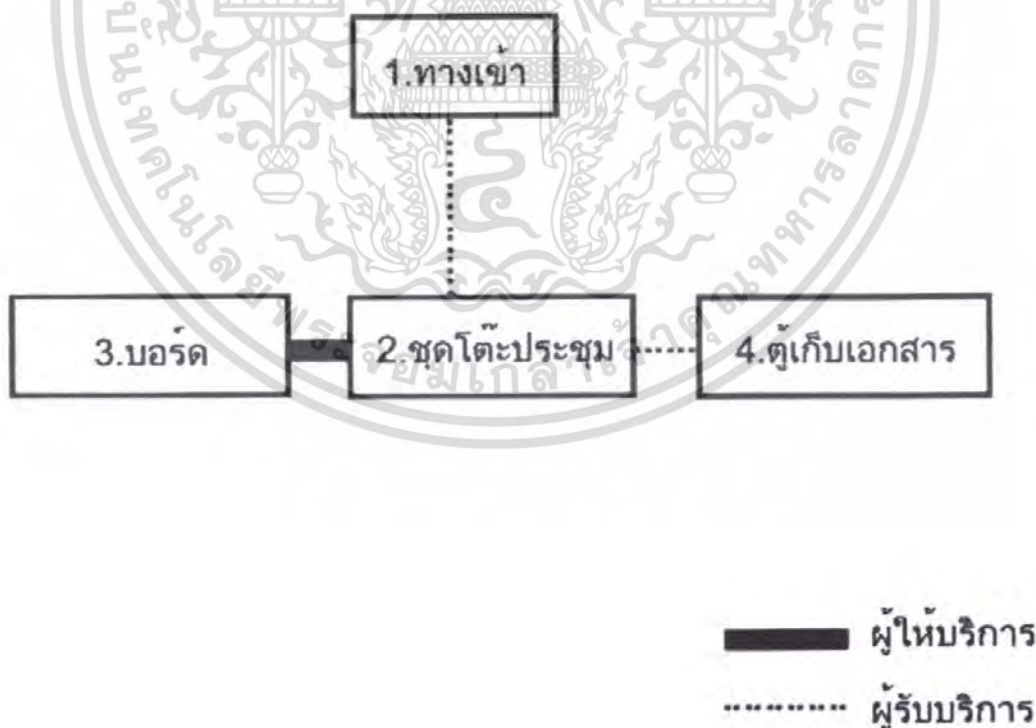 1.ทางเข้า
3.บอร์ด
2.ชุดโต๊ะประชุม
4.ตู้เก็บเอกสาร
ผู้ให้บริการ
ผู้รับบริการ